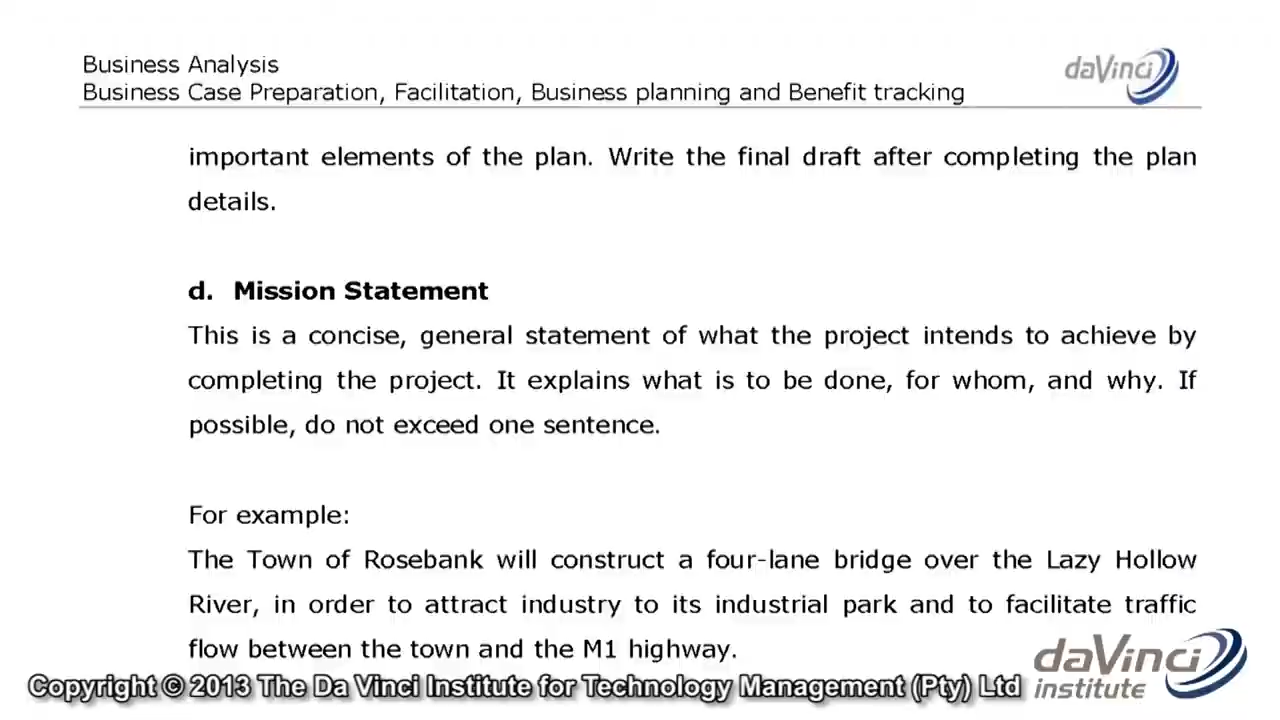 Business Analysis
daVinci
Business Case Preparation, Facilitation, Business planning and Benefit tracking
important elements of the plan. Write the final draft after completing the plan
details.
d. Mission Statement
This is a concise, general statement of what the project intends to achieve by
completing the project. It explains what is to be done, for whom, and why. If
possible, do not exceed one sentence.
For example:
The Town of Rosebank will construct a four-lane bridge over the Lazy Hollow
River, in order to attract industry to its industrial park and to facilitate traffic
flow between the town and the M1 highway.
daVinci
institute
Copyright © 2013 The Da Vinci Institute for Technology Management (Pty) Ltd